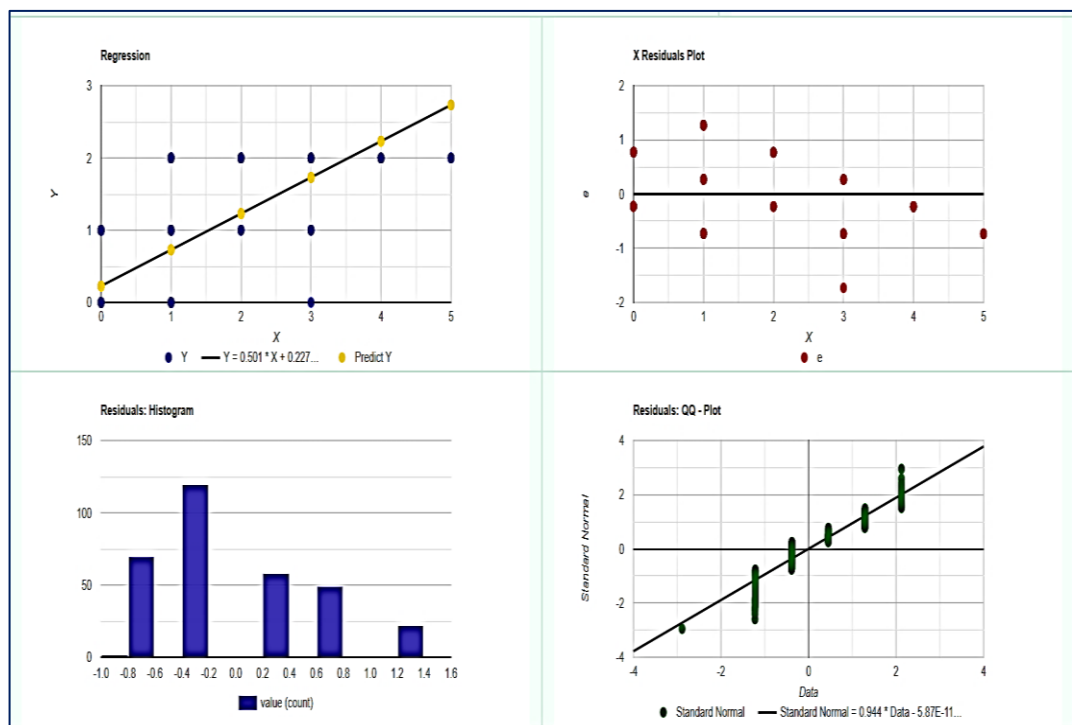 Regression
3
2
1
0
Y
0 1 2 3 4 5
X
Y Y = 0.501 * X + 0.227... Predict Y
X Residuals Plot
2
1
0
-1
-2
e
0 1 2 3 4 5
X
e
Residuals: Histogram
150
100
50
0
-1.0 -0.8 -0.6 -0.4 -0.2 0.0 0.2 0.4 0.6 0.8 1.0 1.2 1.4 1.6
value (count)
Residuals: QQ - Plot
4
2
0
-2
-4
Standard Normal
-4 -2 0 2 4
Data
Standard Normal Standard Normal = 0.944 * Data - 5.87E-11...